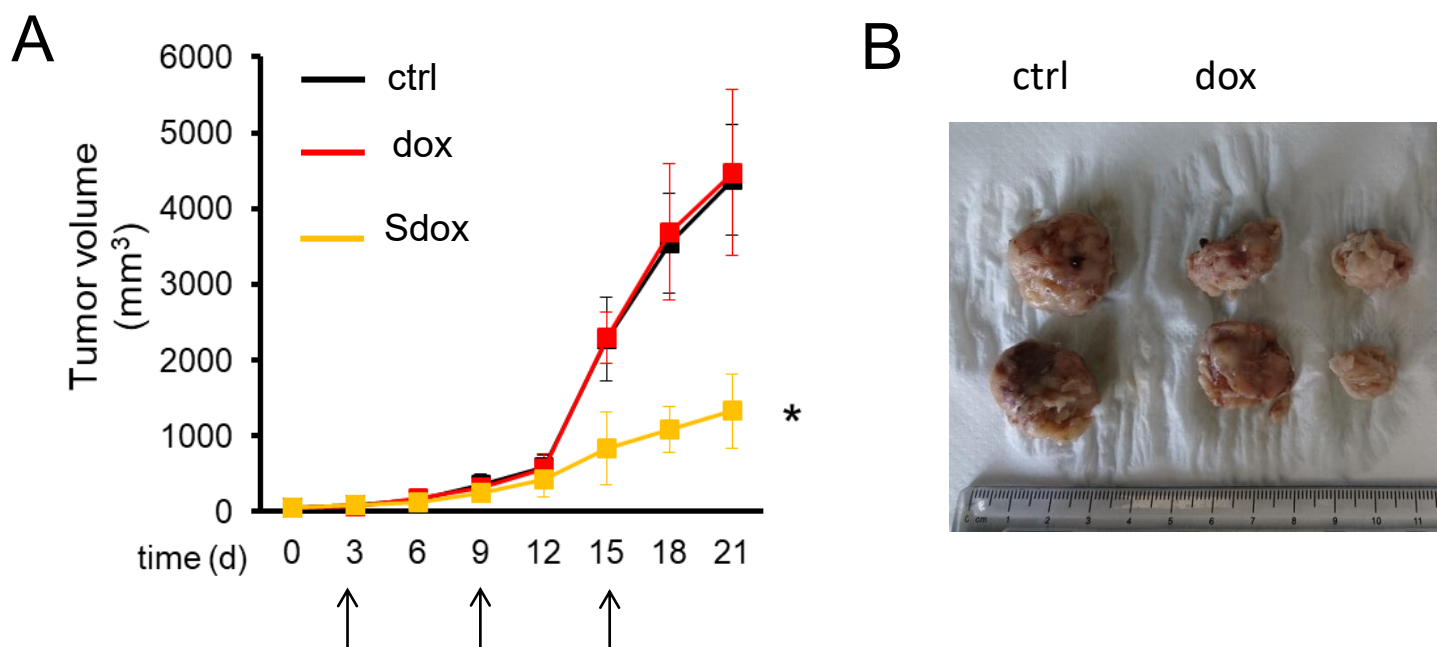 A
6000
5000
4000
3000
2000
1000
0
Tumor volume
(mm³)
ctrl
dox
Sdox
*
time (d) 0 3 6 9 12 15 18 21
B
ctrl dox
0 cm 1 2 3 4 5 6 7 8 9 10 11